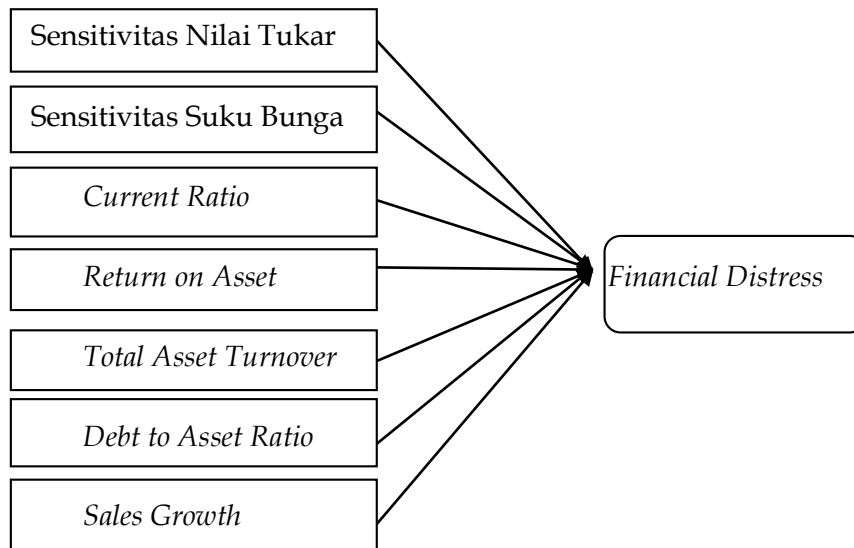 Sensitivitas Nilai Tukar
Sensitivitas Suku Bunga
Current Ratio
Return on Asset
Financial Distress
Total Asset Turnover
Debt to Asset Ratio
Sales Growth